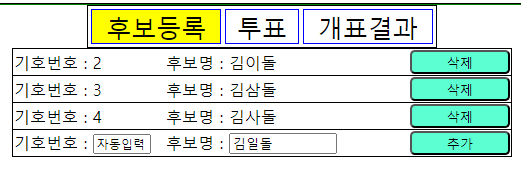 후보등록 투표 개표결과
기호번호 : 2 후보명 : 김이돌 삭제
기호번호 : 3 후보명 : 김삼돌 삭제
기호번호 : 4 후보명 : 김사돌 삭제
기호번호 : 자동입력 후보명 : 김일돌 추가